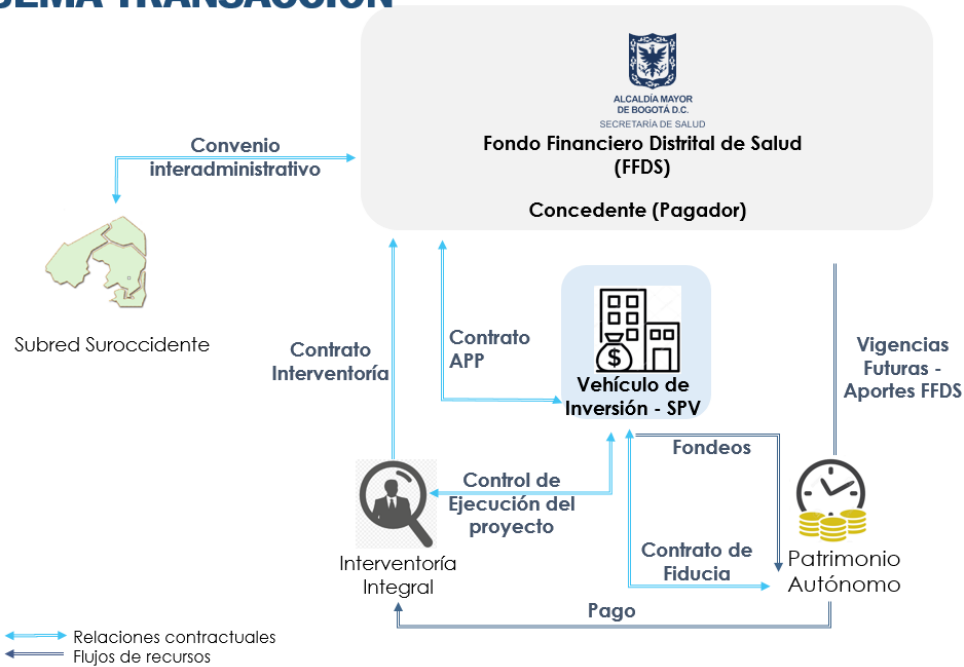 ALCALDÍA MAYOR
DE BOGOTÁ D.C.
SECRETARÍA DE SALUD
Fondo Financiero Distrital de Salud
(FFDS)
Concedente (Pagador)
Convenio
interadministrativo
Subred Suroccidente
Contrato
Interventoría
Contrato
APP
$
Vehículo de
Inversión - SPV
Vigencias
Futuras -
Aportes FFDS
Fondeos
Control de
Ejecución del
proyecto
Interventoría
Integral
Contrato de
Fiducia
Patrimonio
Autónomo
Pago
Relaciones contractuales
Flujos de recursos